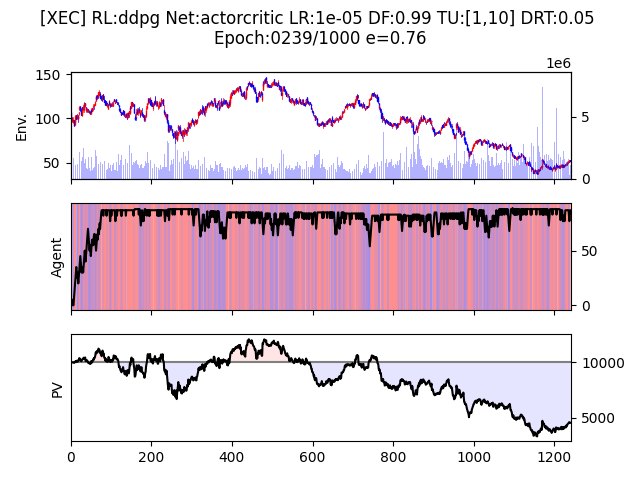 [XEC] RL:ddpg Net:actorcritic LR:1e-05 DF:0.99 TU:[1,10] DRT:0.05
Epoch:0239/1000 e=0.76
1e6
150
100
50
Env.
5
0
Agent
50
0
PV
10000
5000
0 200 400 600 800 1000 1200